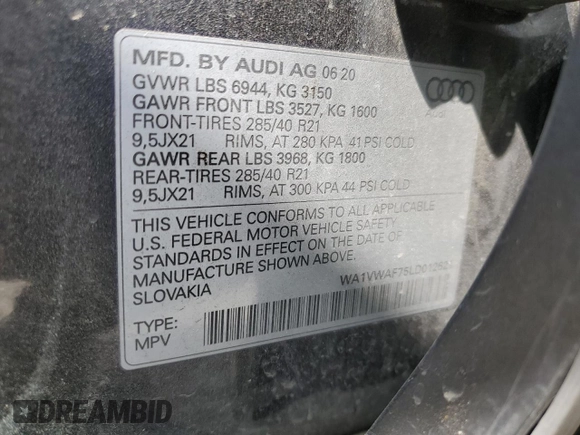 MFD. BY AUDI AG 06 20
GVWR LBS 6944, KG 3150
GAWR FRONT LBS 3527, KG 1600
FRONT-TIRES 285/40 R21
9,5JX21 RIMS, AT 280 KPA 41 PSI COLD
GAWR REAR LBS 3968, KG 1800
REAR-TIRES 285/40 R21
9,5JX21 RIMS, AT 300 KPA 44 PSI COLD
THIS VEHICLE CONFORMS TO ALL APPLICABLE
U.S. FEDERAL MOTOR VEHICLE SAFETY
STANDARDS IN EFFECT ON THE DATE OF
MANUFACTURE SHOWN ABOVE.
SLOVAKIA
TYPE:
MPV
Audi
DREAMBID